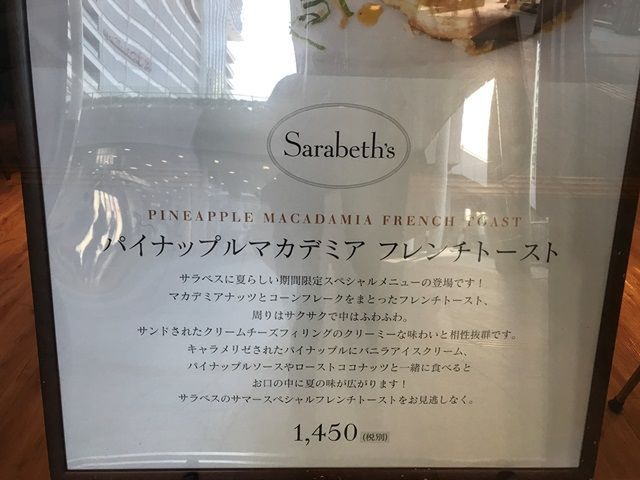 Sarabeth's
PINEAPPLE MACADAMIA FRENCH TOAST
パイナップルマカデミア フレンチトースト
サラベスに夏らしい期間限定スペシャルメニューの登場です！
マカデミアナッツとコーンフレークをまとったフレンチトースト、
周りはサクサクで中はふわふわ。
サンドされたクリームチーズフィリングのクリーミーな味わいと相性抜群です。
キャラメリゼされたパイナップルにバニラアイスクリーム、
パイナップルソースやローストココナッツと一緒に食べると
お口の中に夏の味が広がります！
サラベスのサマースペシャルフレンチトーストをお見逃しなく。
1,450 (税別)